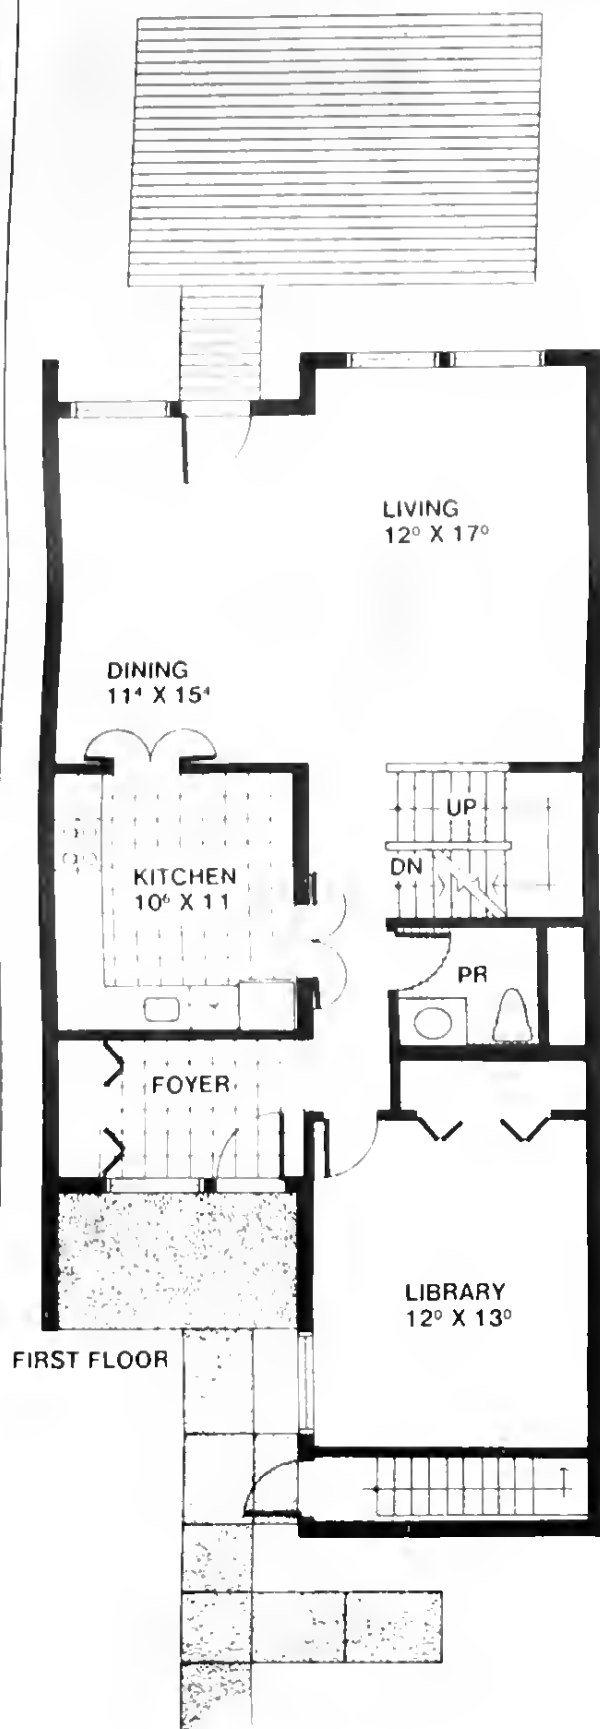 LIVING
12⁰ X 17⁰
DINING
11⁴ X 15⁴
UP
DN
KITCHEN
10⁶ X 11
PR
FOYER
LIBRARY
12⁰ X 13⁰
FIRST FLOOR